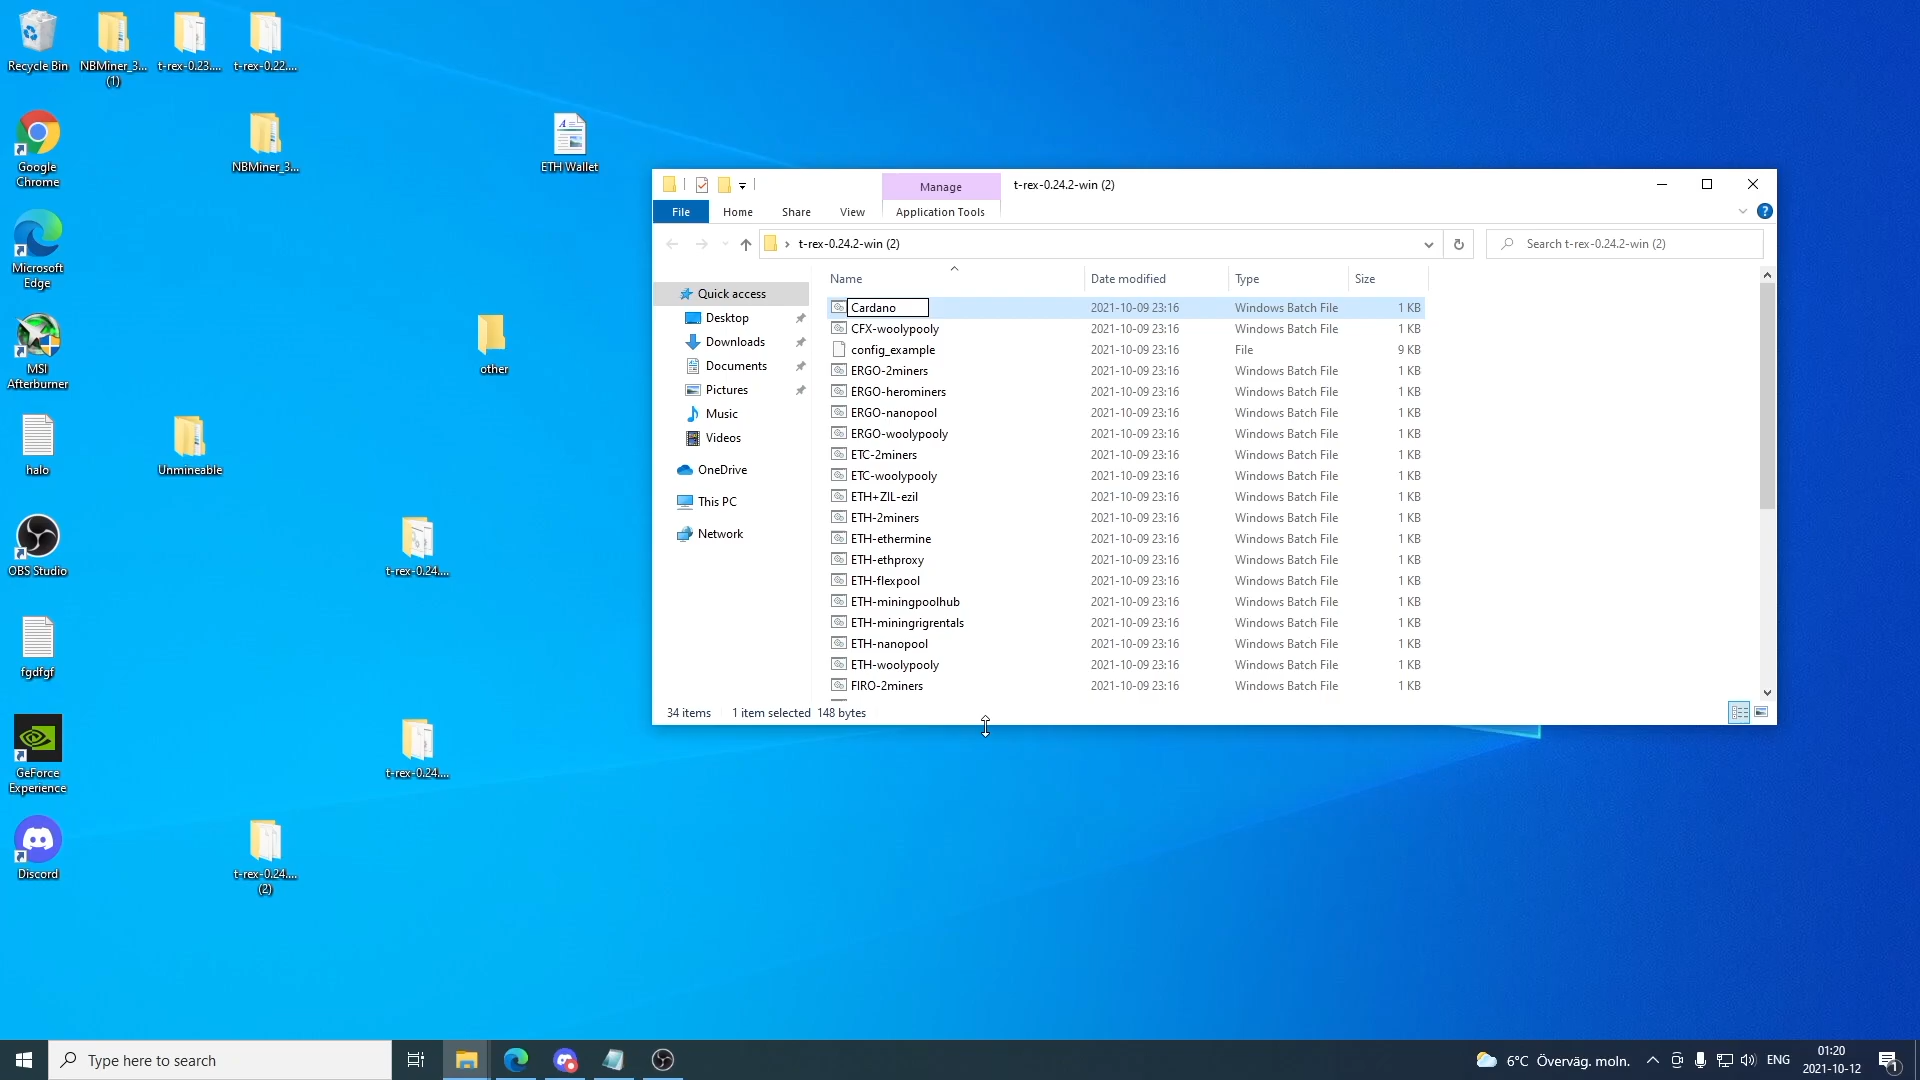 Recycle Bin
NBMiner_3...
(1)
t-rex-0.23....
t-rex-0.22....
Google
Chrome
NBMiner_3...
ETH Wallet
Microsoft
Edge
MSI
Afterburner
other
halo
Unmineable
OBS Studio
t-rex-0.24....
fgdfgf
GeForce
Experience
t-rex-0.24....
Discord
t-rex-0.24....
(2)
Manage
t-rex-0.24.2-win (2)
File
Home
Share
View
Application Tools
t-rex-0.24.2-win (2)
Search t-rex-0.24.2-win (2)
Quick access
Desktop
Downloads
Documents
Pictures
Music
Videos
OneDrive
This PC
Network
Name Date modified Type Size
Cardano 2021-10-09 23:16 Windows Batch File 1 KB
CFX-woolypooly 2021-10-09 23:16 Windows Batch File 1 KB
config_example 2021-10-09 23:16 File 9 KB
ERGO-2miners 2021-10-09 23:16 Windows Batch File 1 KB
ERGO-herominers 2021-10-09 23:16 Windows Batch File 1 KB
ERGO-nanopool 2021-10-09 23:16 Windows Batch File 1 KB
ERGO-woolypooly 2021-10-09 23:16 Windows Batch File 1 KB
ETC-2miners 2021-10-09 23:16 Windows Batch File 1 KB
ETC-woolypooly 2021-10-09 23:16 Windows Batch File 1 KB
ETH+ZIL-ezil 2021-10-09 23:16 Windows Batch File 1 KB
ETH-2miners 2021-10-09 23:16 Windows Batch File 1 KB
ETH-ethermine 2021-10-09 23:16 Windows Batch File 1 KB
ETH-ethproxy 2021-10-09 23:16 Windows Batch File 1 KB
ETH-flexpool 2021-10-09 23:16 Windows Batch File 1 KB
ETH-miningpoolhub 2021-10-09 23:16 Windows Batch File 1 KB
ETH-miningrigrentals 2021-10-09 23:16 Windows Batch File 1 KB
ETH-nanopool 2021-10-09 23:16 Windows Batch File 1 KB
ETH-woolypooly 2021-10-09 23:16 Windows Batch File 1 KB
FIRO-2miners 2021-10-09 23:16 Windows Batch File 1 KB
34 items 1 item selected 148 bytes
Type here to search
6°C Överväg. moln.
ENG
01:20
2021-10-12
1